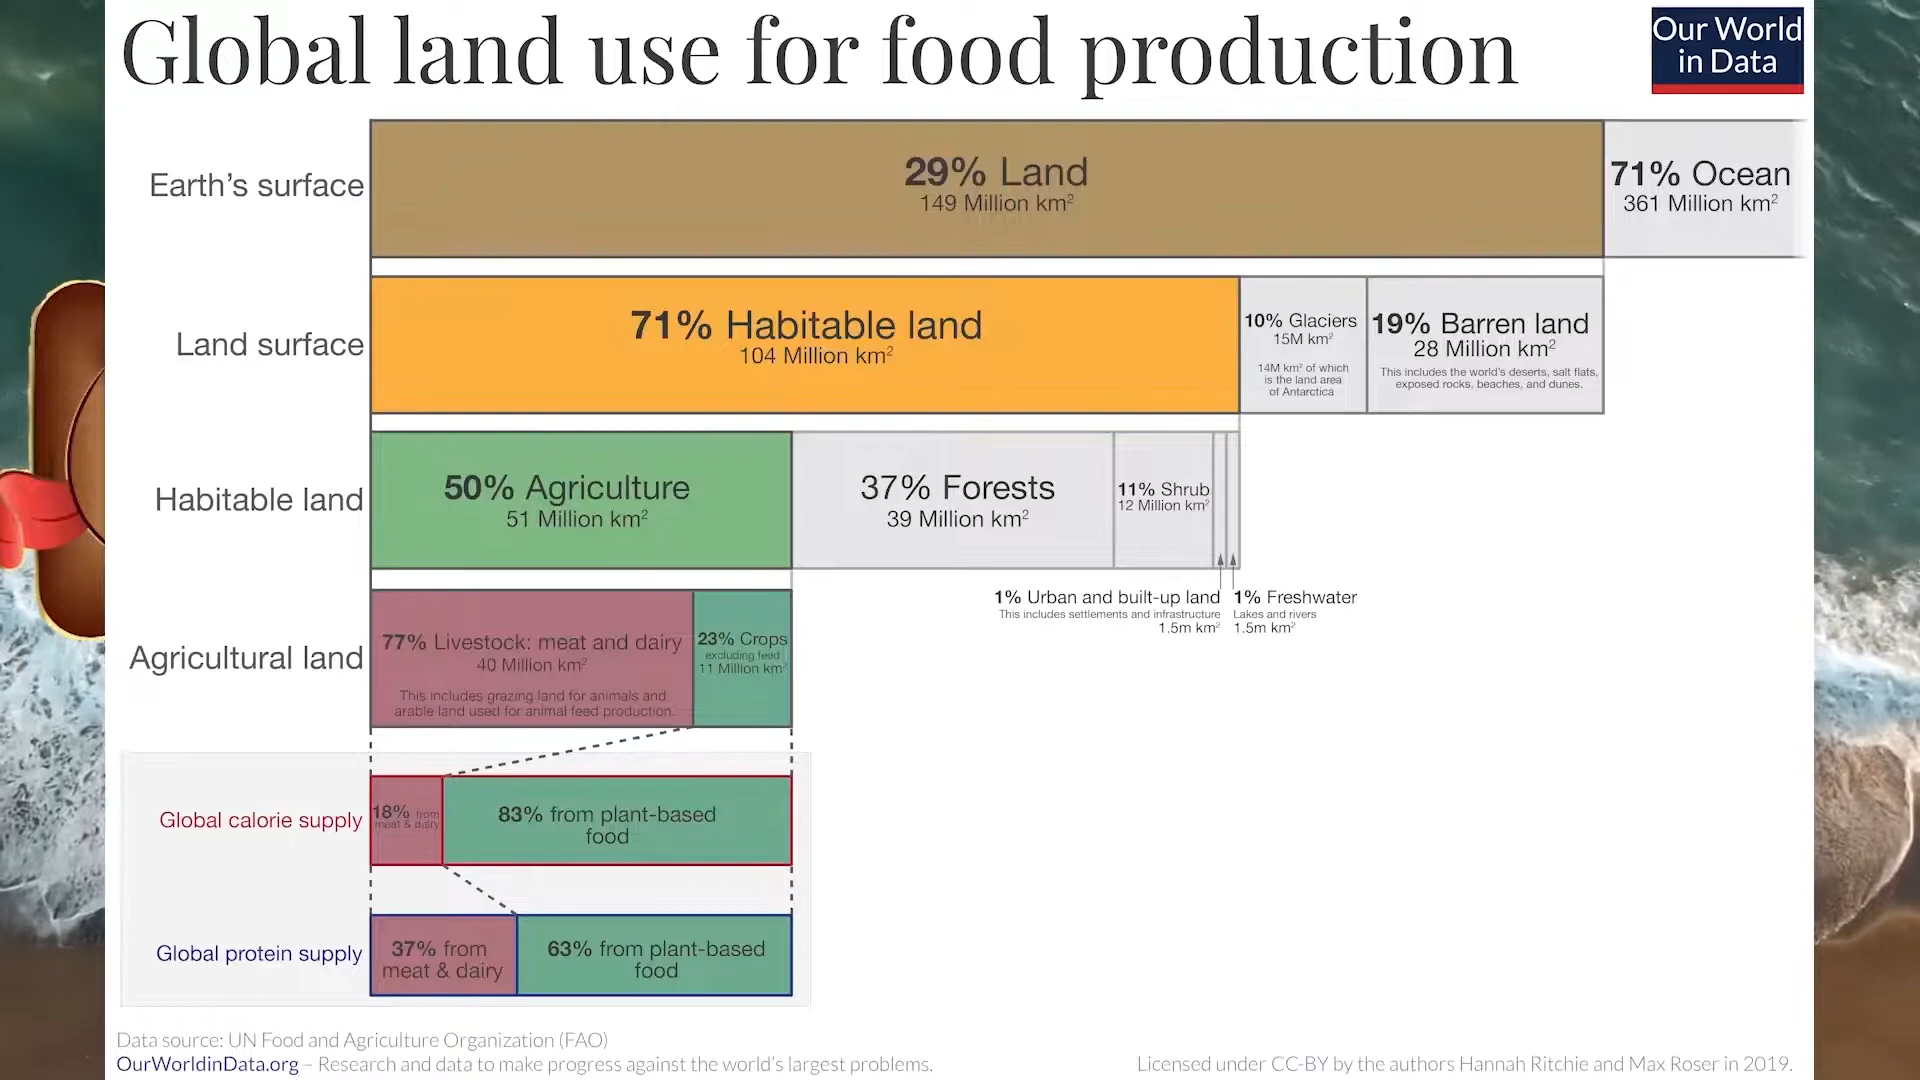 Global land use for food production
Our World
in Data
Earth's surface
29% Land
149 Million km²
71% Ocean
361 Million km²
Land surface
71% Habitable land
104 Million km²
10% Glaciers
15M km²
14M km² of which
is the land area
of Antarctica
19% Barren land
28 Million km²
This includes the world's deserts, salt flats,
exposed rocks, beaches, and dunes.
Habitable land
50% Agriculture
51 Million km²
37% Forests
39 Million km²
11% Shrub
12 Million km²
1% Urban and built-up land
This includes settlements and infrastructure
1.5m km²
1% Freshwater
Lakes and rivers
1.5m km²
Agricultural land
77% Livestock: meat and dairy
40 Million km²
This includes grazing land for animals and
arable land used for animal feed production.
23% Crops
excluding feed
11 Million km²
Global calorie supply
18% from
meat & dairy
83% from plant-based
food
Global protein supply
37% from
meat & dairy
63% from plant-based
food
Data source: UN Food and Agriculture Organization (FAO)
OurWorldinData.org – Research and data to make progress against the world's largest problems.
Licensed under CC-BY by the authors Hannah Ritchie and Max Roser in 2019.